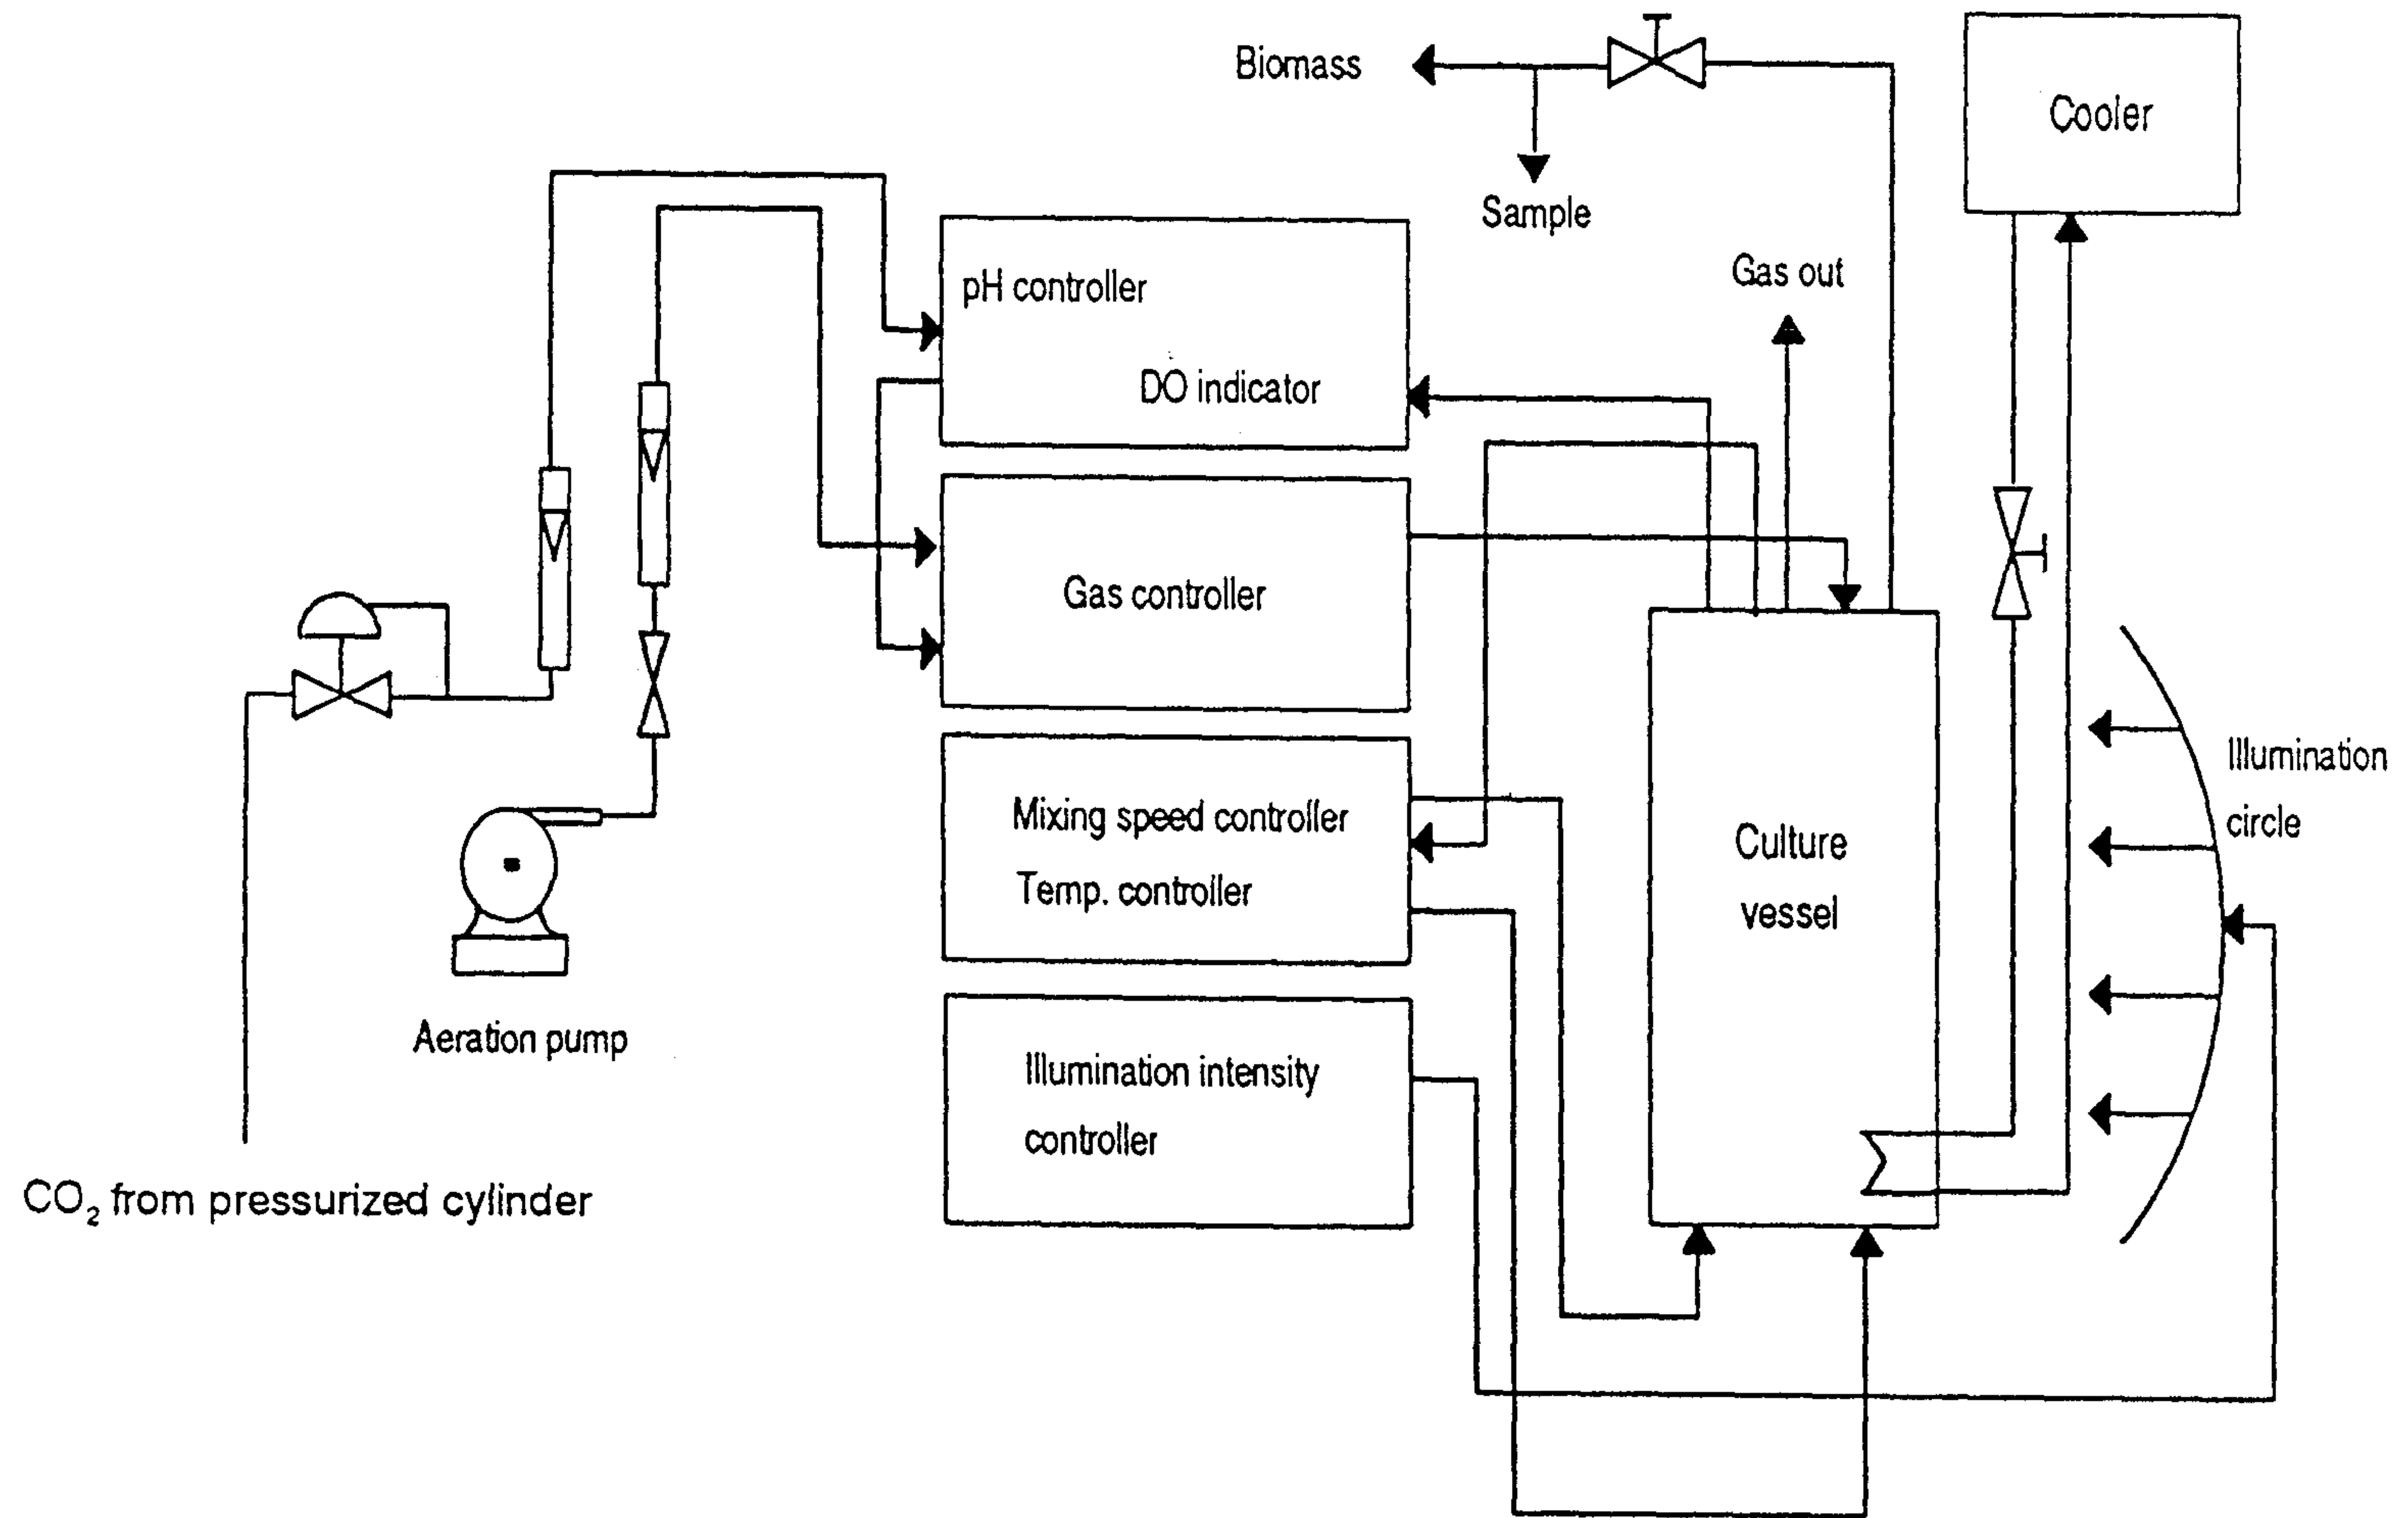 Biomass
Cooler
Sample
Gas out
pH controller
DO indicator
Gas controller
Illumination
circle
Mixing speed controller
Temp. controller
Culture
vessel
Aeration pump
Illumination intensity
controller
CO₂ from pressurized cylinder